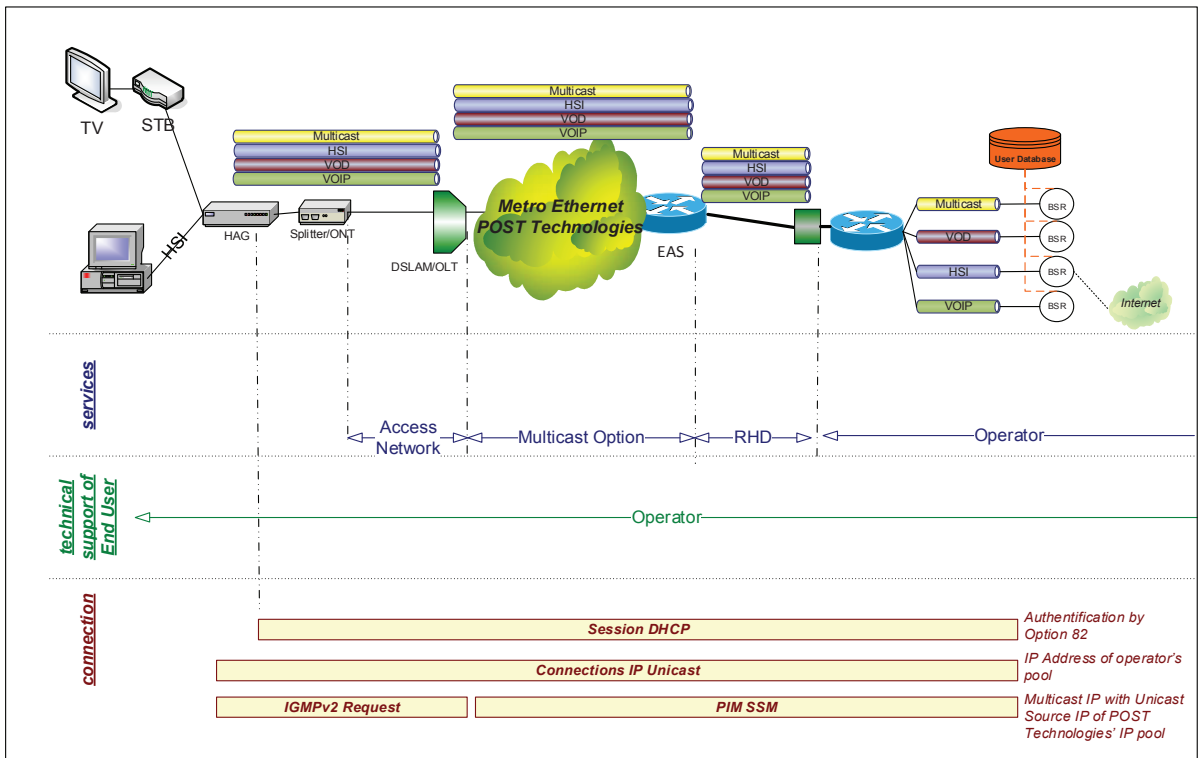 Multicast
HSI
VOD
VOIP
TV
STB
Multicast
HSI
VOD
VOIP
Multicast
HSI
VOD
VOIP
User Database
Metro Ethernet
POST Technologies
HAG
Splitter/ONT
DSLAM/OLT
EAS
HSI
Multicast
BSR
VOD
BSR
HSI
BSR
VOIP
BSR
Internet
services
Access
Network
Multicast Option
RHD
Operator
technical
support of
End User
Operator
connection
Session DHCP
Authentification by
Option 82
Connections IP Unicast
IP Address of operator's
pool
IGMPv2 Request
PIM SSM
Multicast IP with Unicast
Source IP of POST
Technologies' IP pool